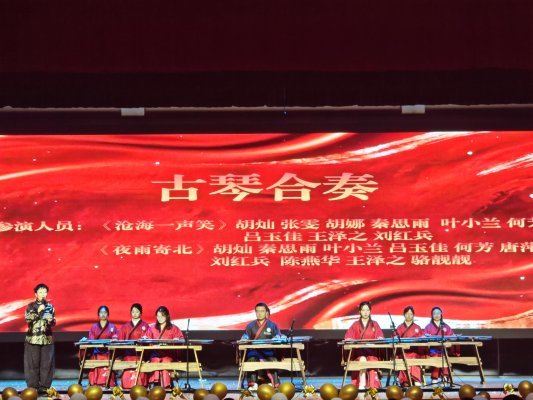 古琴合奏
参演人员：《沧海一声笑》胡灿 张雯 胡娜 秦思雨 叶小兰 何芳
吕玉佳 王泽之 刘红兵
《夜雨寄北》胡灿 秦思雨 叶小兰 吕玉佳 何芳 唐萍
刘红兵 陈燕华 王泽之 骆靓靓